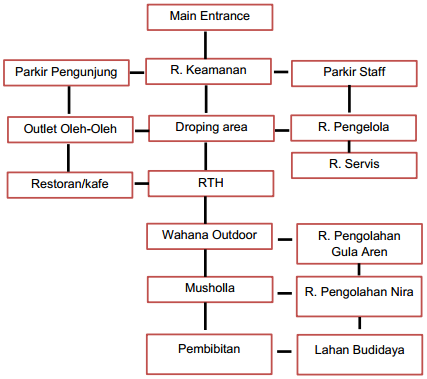 Main Entrance
Parkir Pengunjung
R. Keamanan
Parkir Staff
Outlet Oleh-Oleh
Droping area
R. Pengelola
R. Servis
Restoran/kafe
RTH
Wahana Outdoor
R. Pengolahan
Gula Aren
Musholla
R. Pengolahan Nira
Pembibitan
Lahan Budidaya